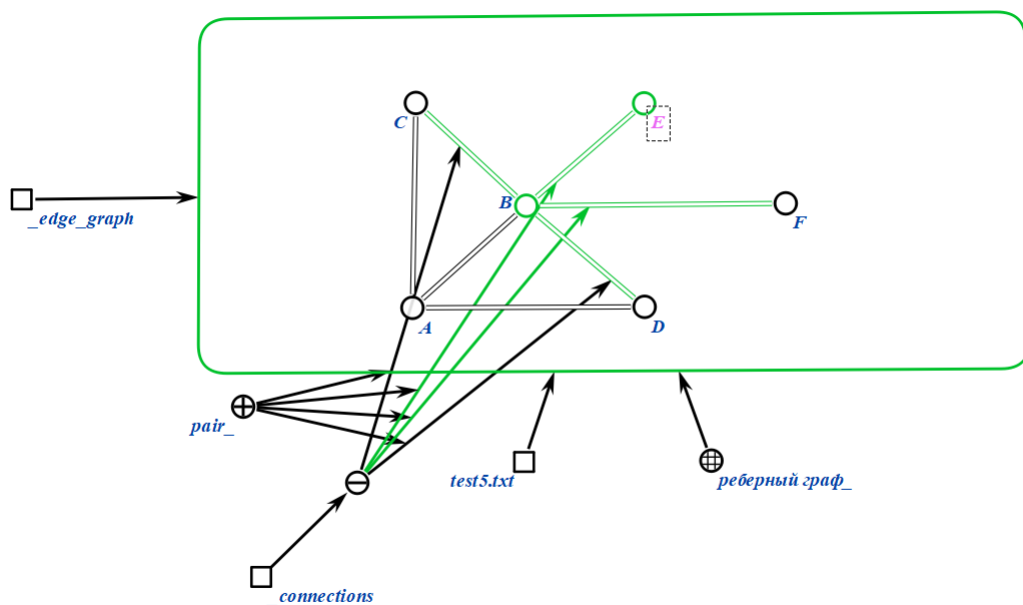 C
E
B
F
_edge_graph
A
D
pair_
test5.txt
реберный граф_
connections